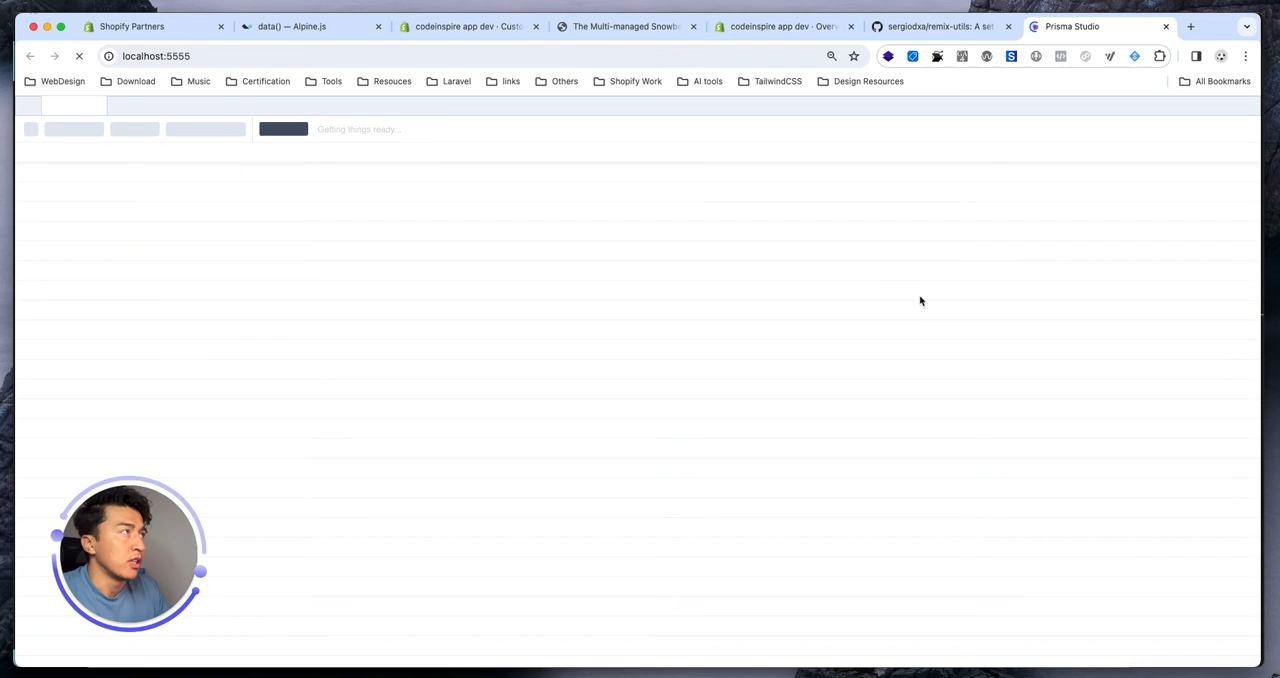 Shopify Partners
data() — Alpine.js
codeinspire app dev · Custo
The Multi-managed Snowbo
codeinspire app dev · Overv
sergiodxa/remix-utils: A set
Prisma Studio
localhost:5555
WebDesign
Download
Music
Certification
Tools
Resouces
Laravel
links
Others
Shopify Work
AI tools
TailwindCSS
Design Resources
All Bookmarks
Getting things ready...